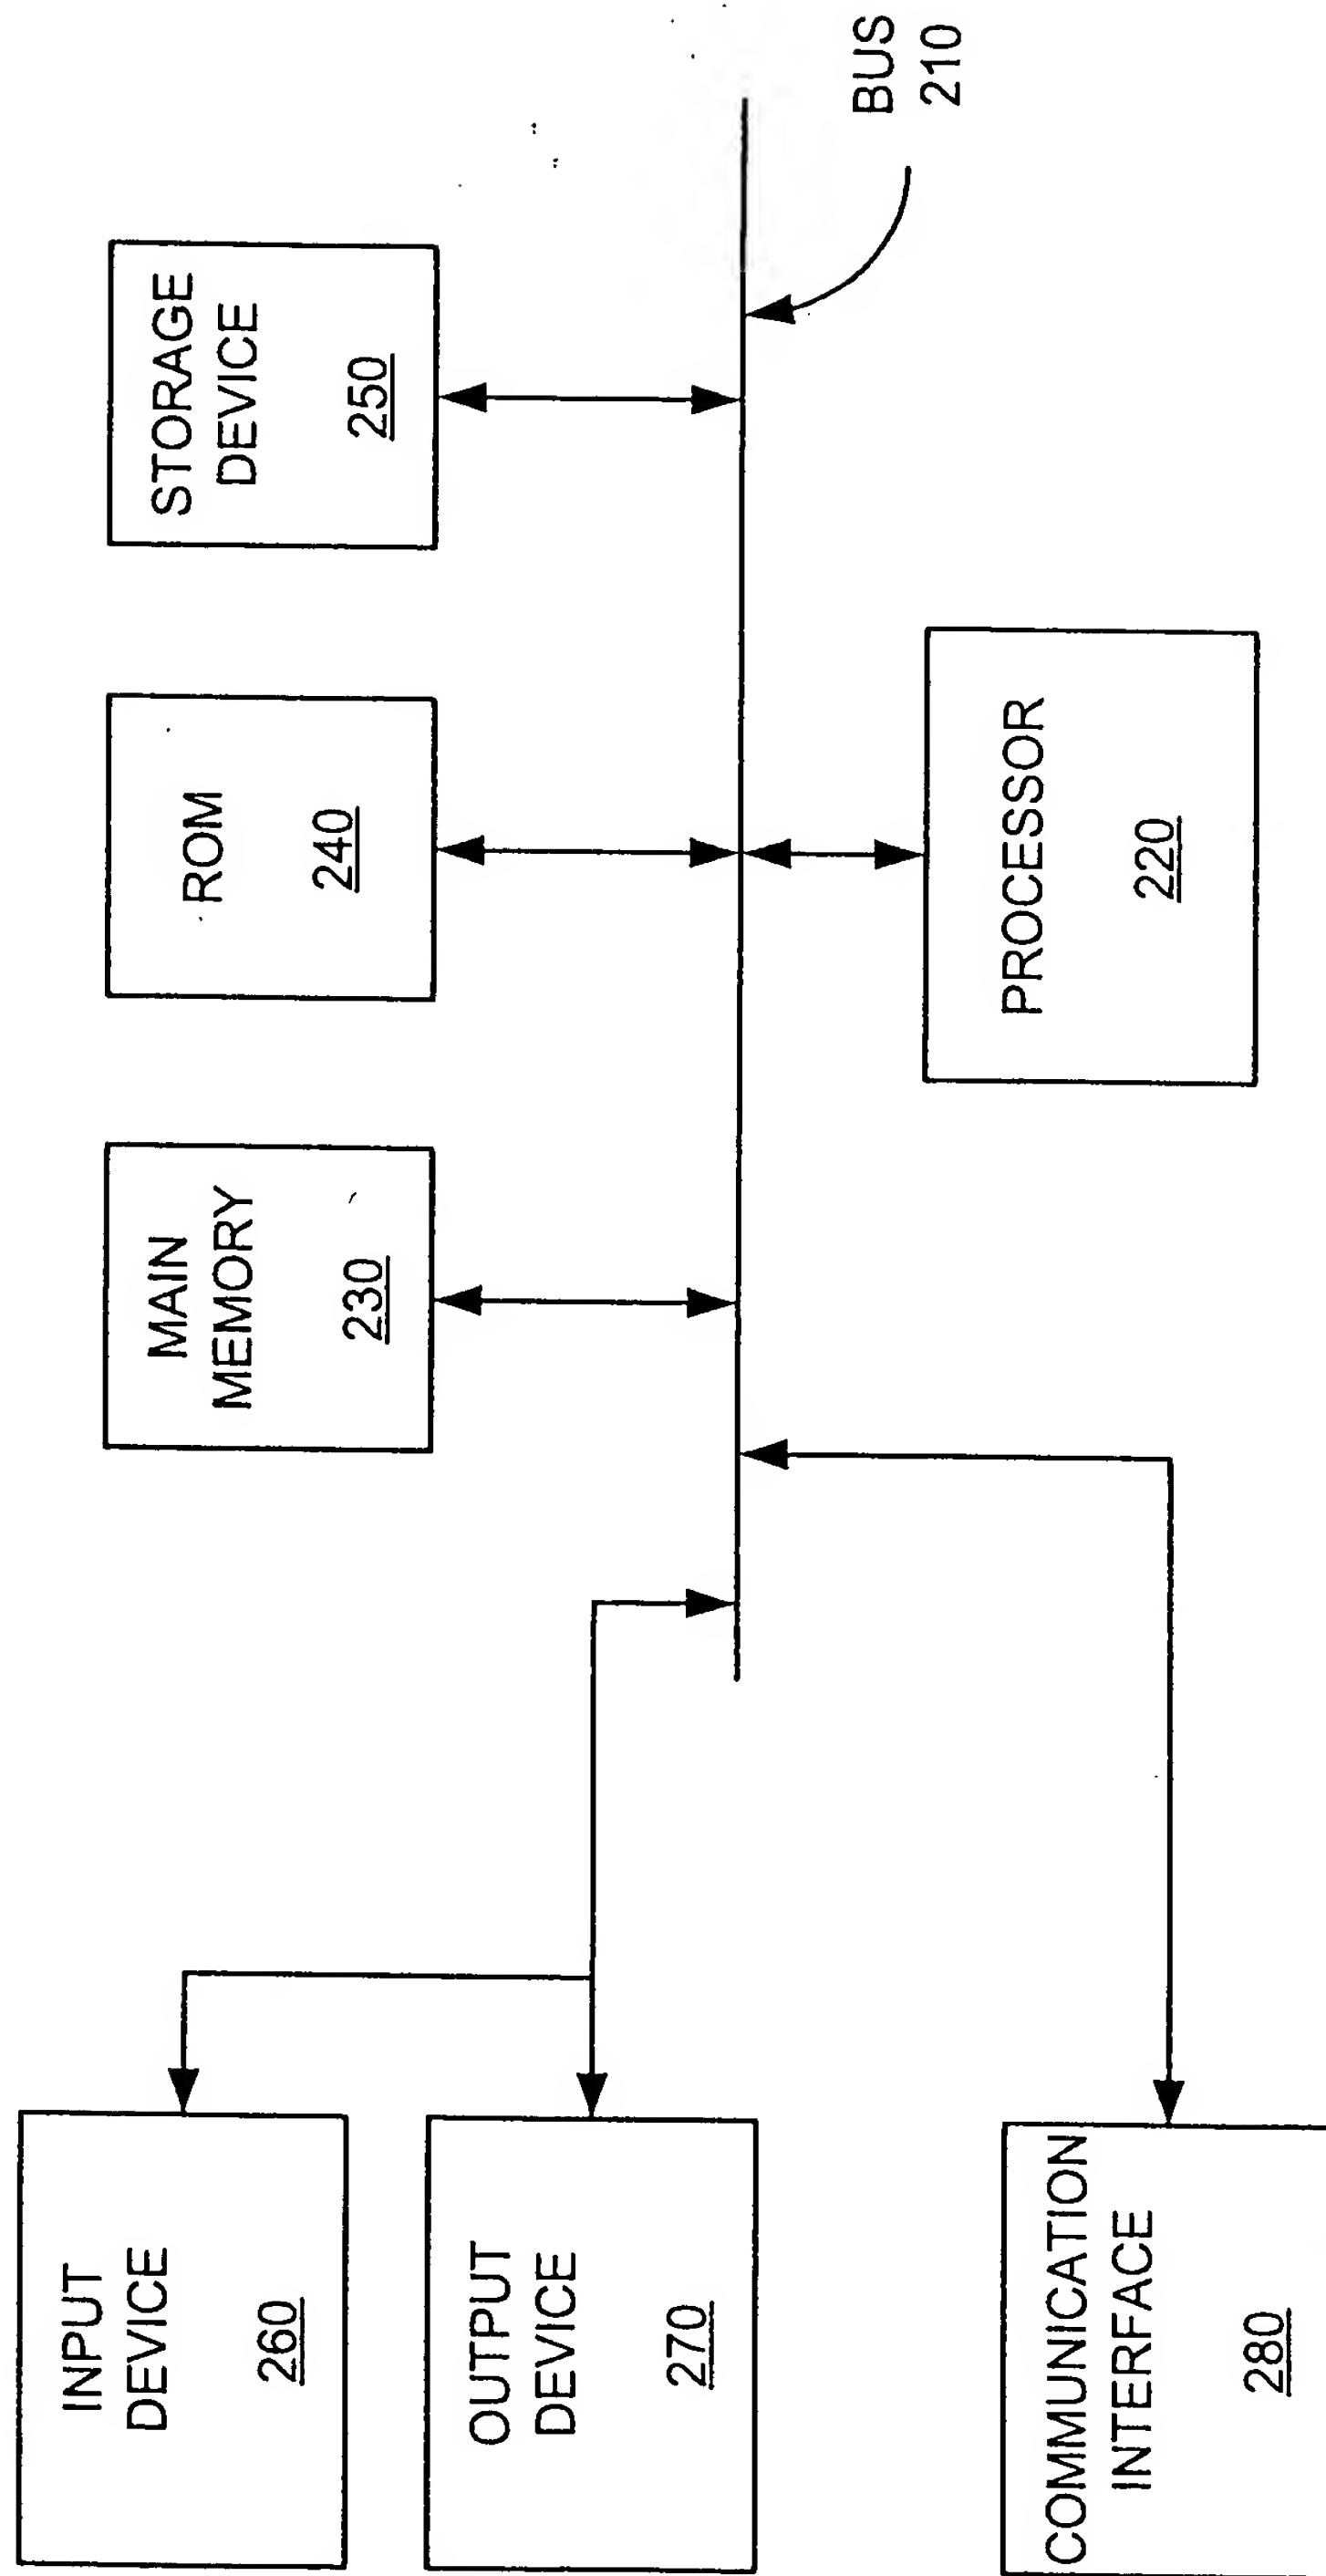 INPUT
DEVICE
260
OUTPUT
DEVICE
270
COMMUNICATION
INTERFACE
280
MAIN
MEMORY
230
ROM
240
STORAGE
DEVICE
250
PROCESSOR
220
BUS
210